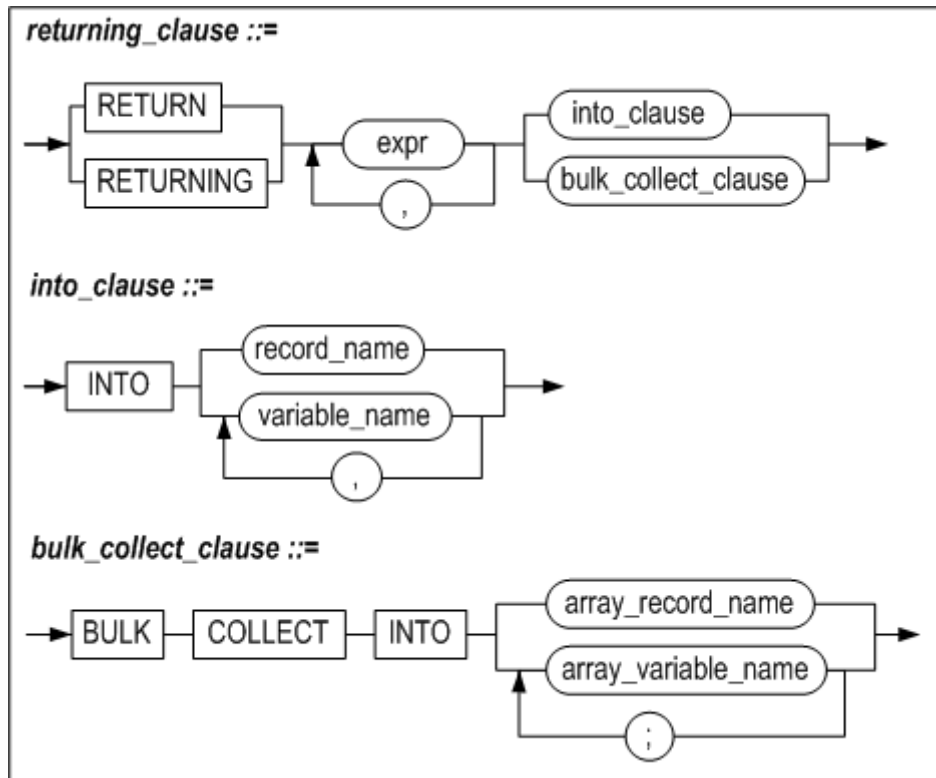 returning_clause ::=
RETURN
RETURNING
expr
,
into_clause
bulk_collect_clause
into_clause ::=
INTO
record_name
variable_name
,
bulk_collect_clause ::=
BULK COLLECT INTO
array_record_name
array_variable_name
;